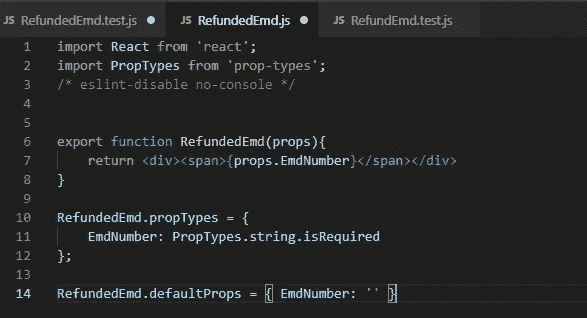 JS RefundedEmd.test.js ● JS RefundedEmd.js ● JS RefundEmd.test.js
1 import React from 'react';
2 import PropTypes from 'prop-types';
3 /* eslint-disable no-console */
4
5
6 export function RefundedEmd(props){
7     return <div><span>{props.EmdNumber}</span></div>
8 }
9
10 RefundedEmd.propTypes = {
11     EmdNumber: PropTypes.string.isRequired
12 };
13
14 RefundedEmd.defaultProps = { EmdNumber: '' }